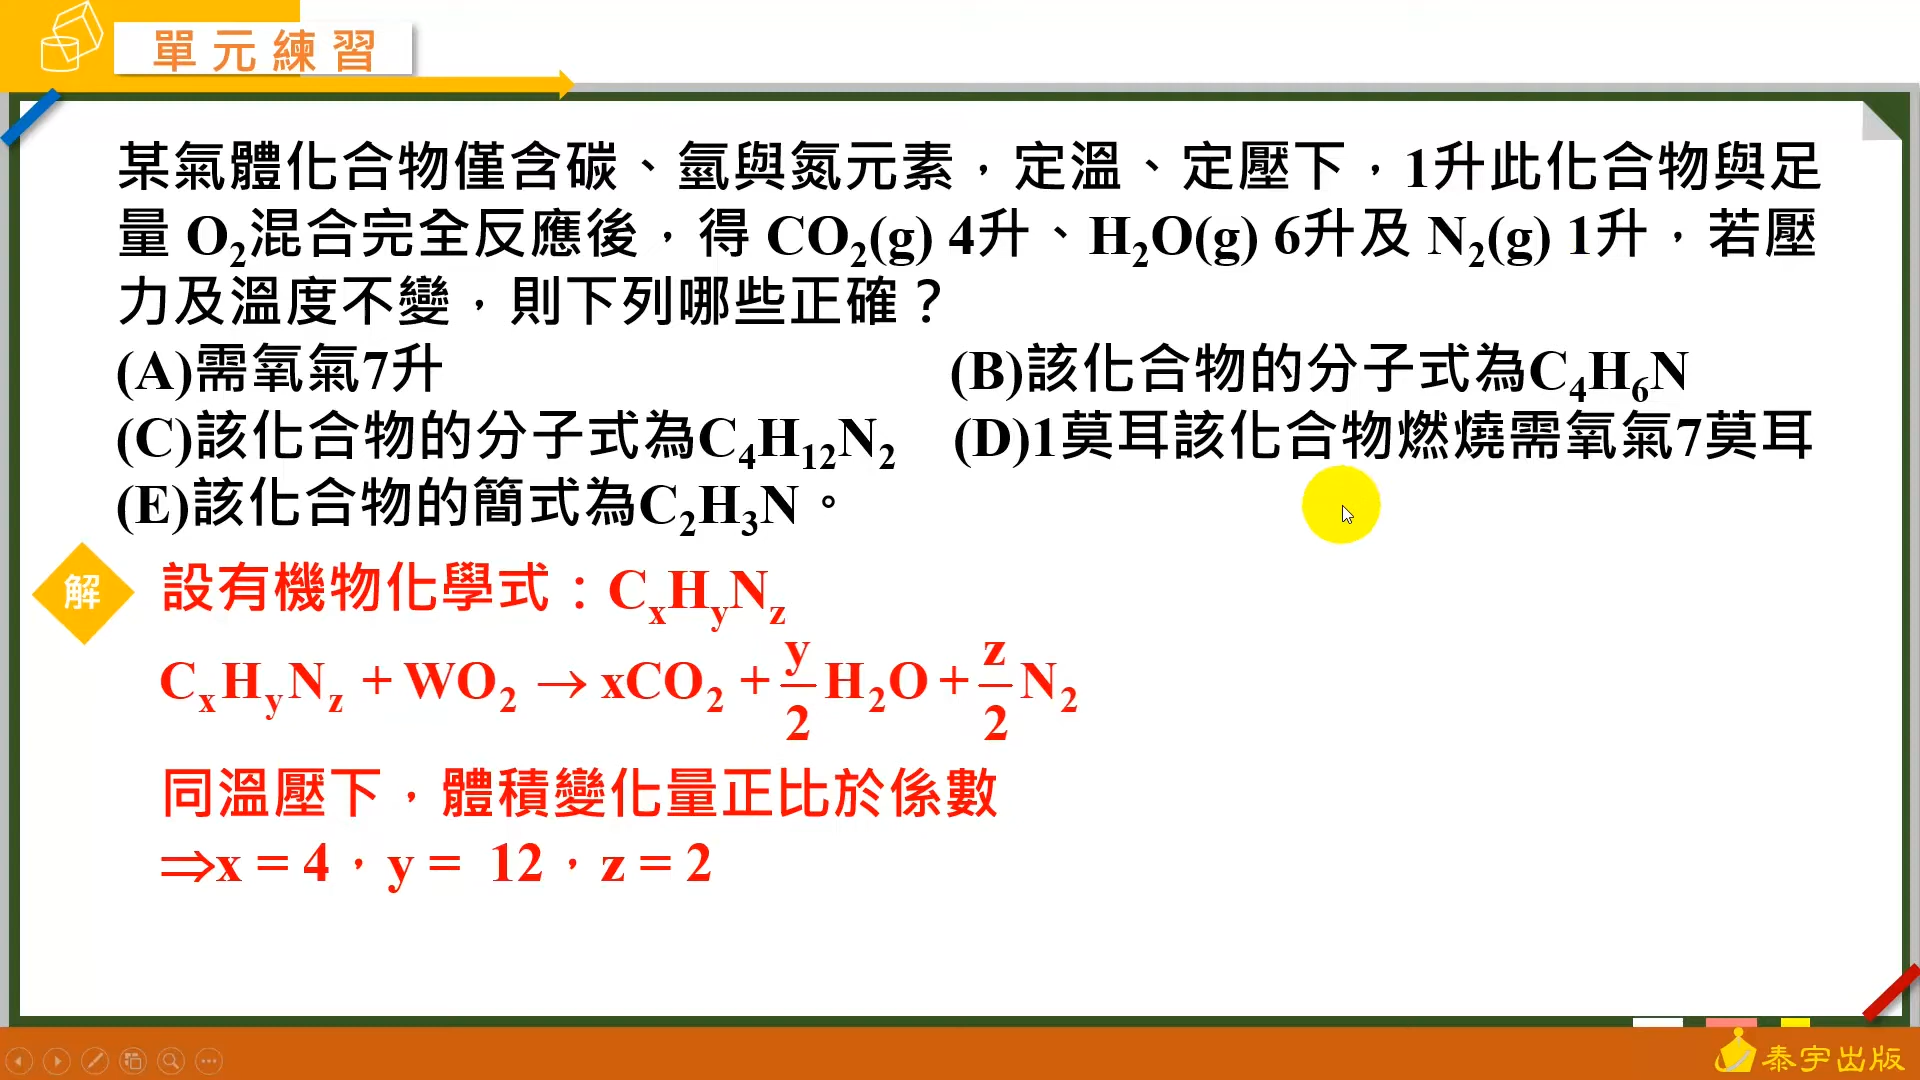 單元練習
某氣體化合物僅含碳、氫與氮元素，定溫、定壓下，1升此化合物與足
量 O₂混合完全反應後，得 CO₂(g) 4升、H₂O(g) 6升及 N₂(g) 1升，若壓
力及溫度不變，則下列哪些正確？
(A)需氧氣7升 (B)該化合物的分子式為C₄H₆N
(C)該化合物的分子式為C₄H₁₂N₂ (D)1莫耳該化合物燃燒需氧氣7莫耳
(E)該化合物的簡式為C₂H₃N。
解 設有機物化學式：CxHyNz
CxHyNz + WO₂ → xCO₂ + y/2 H₂O + z/2 N₂
同溫壓下，體積變化量正比於係數
⇒x = 4，y = 12，z = 2
泰宇出版